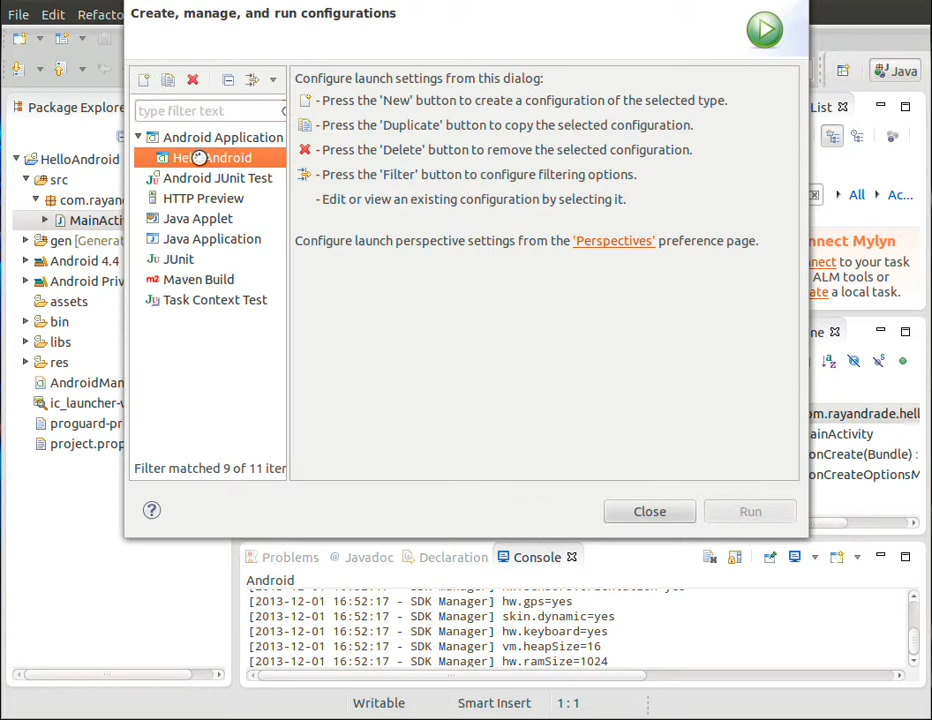 File Edit Refacto
Create, manage, and run configurations
Java
Package Explore
List
type filter text
Configure launch settings from this dialog:
- Press the 'New' button to create a configuration of the selected type.
- Press the 'Duplicate' button to copy the selected configuration.
- Press the 'Delete' button to remove the selected configuration.
- Press the 'Filter' button to configure filtering options.
- Edit or view an existing configuration by selecting it.
Configure launch perspective settings from the 'Perspectives' preference page.
Android Application
Android JUnit Test
HTTP Preview
Java Applet
Java Application
JUnit
m2 Maven Build
Task Context Test
Filter matched 9 of 11 iter
Close
Run
HelloAndroid
src
com.rayan
MainActi
gen [Generat
Android 4.4
Android Priv
assets
bin
libs
res
AndroidMan
ic_launcher-
proguard-pr
project.prop
All
Ac...
nnect Mylyn
nect to your task
ALM tools or
ate a local task.
ne
om.rayandrade.hell
ainActivity
onCreate(Bundle) :
onCreateOptionsM
Problems @ Javadoc Declaration Console
Android
[2013-12-01 16:52:17 - SDK Manager] hw.gps=yes
[2013-12-01 16:52:17 - SDK Manager] skin.dynamic=yes
[2013-12-01 16:52:17 - SDK Manager] hw.keyboard=yes
[2013-12-01 16:52:17 - SDK Manager] vm.heapSize=16
[2013-12-01 16:52:17 - SDK Manager] hw.ramSize=1024
Writable
Smart Insert
1 : 1